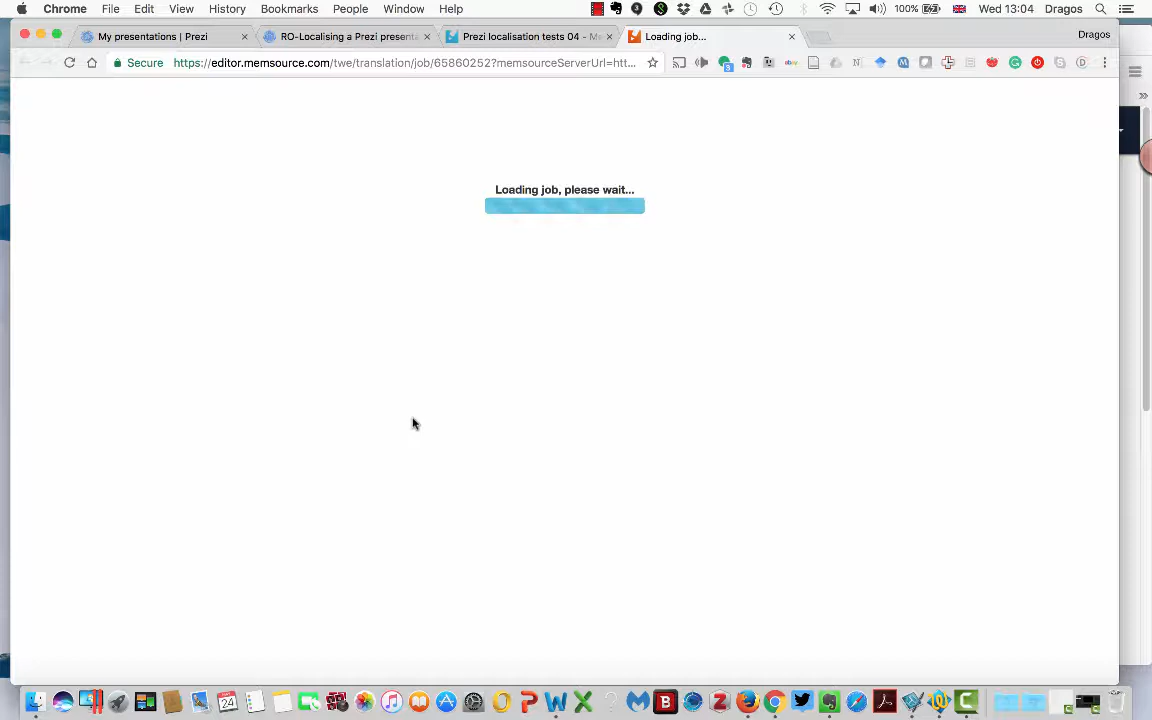 Chrome File Edit View History Bookmarks People Window Help 100% Wed 13:04 Dragos
My presentations | Prezi
RO-Localising a Prezi presenta
Prezi localisation tests 04 - Me
Loading job...
Dragos
Secure https://editor.memsource.com/twe/translation/job/65860252?memsourceServerUrl=htt...
Loading job, please wait...